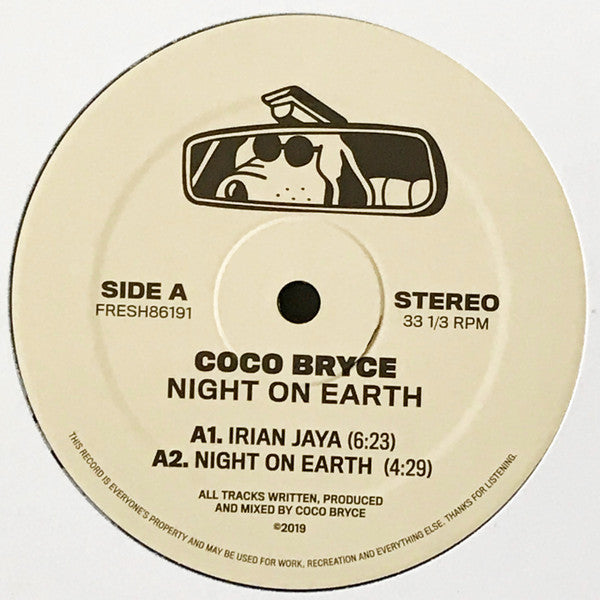 SIDE A
FRESH86191
STEREO
33 1/3 RPM
COCO BRYCE
NIGHT ON EARTH
A1. IRIAN JAYA (6:23)
A2. NIGHT ON EARTH (4:29)
ALL TRACKS WRITTEN, PRODUCED
AND MIXED BY COCO BRYCE
©2019
THIS RECORD IS EVERYONE'S PROPERTY AND MAY BE USED FOR WORK, RECREATION AND EVERYTHING ELSE. THANKS FOR LISTENING.